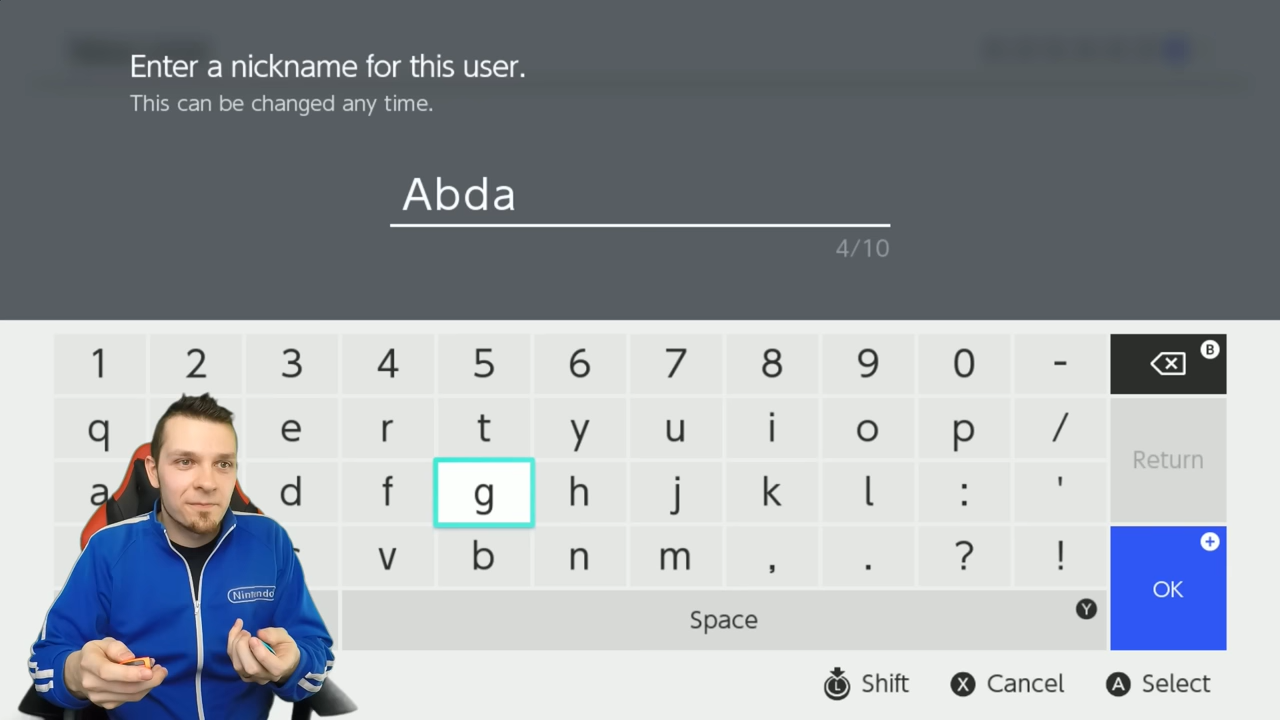 Enter a nickname for this user.
This can be changed any time.
Abda
4/10
1 2 3 4 5 6 7 8 9 0 - B
q e r t y u i o p / Return
a d f g h j k l : '
v b n m , . ? ! + OK
Space Y
Nintendo
L Shift X Cancel A Select